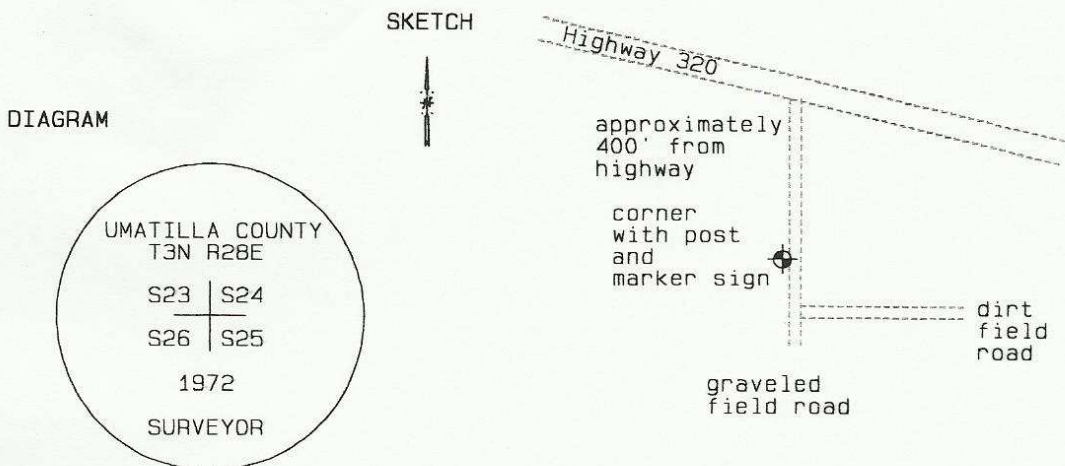 SKETCH
Highway 320
DIAGRAM
approximately
400' from
highway
corner
with post
and
marker sign
UMATILLA COUNTY
T3N R28E
S23 S24
S26 S25
1972
SURVEYOR
dirt
field
road
graveled
field road